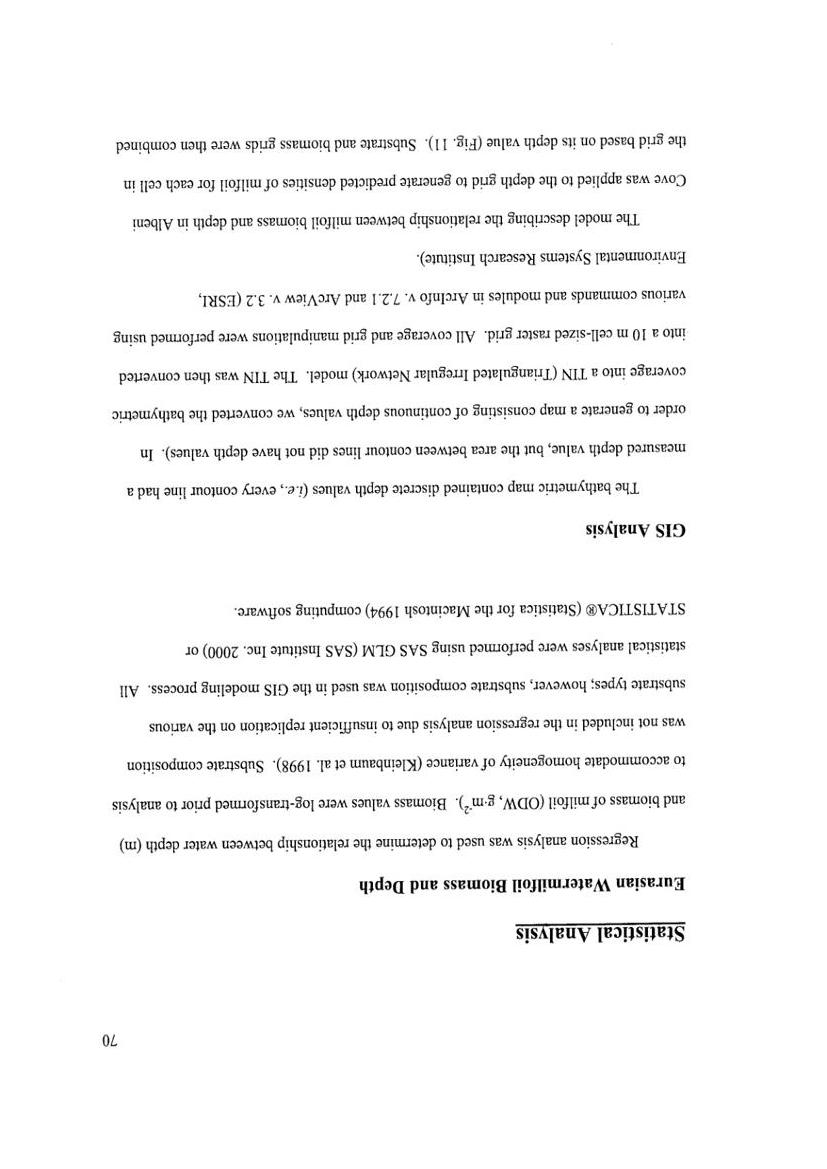 70
Statistical Analysis
Eurasian Watermilfoil Biomass and Depth
Regression analysis was used to determine the relationship between water depth (m)
and biomass of milfoil (ODW, g·m⁻²). Biomass values were log-transformed prior to analysis
to accommodate homogeneity of variance (Kleinbaum et al. 1998). Substrate composition
was not included in the regression analysis due to insufficient replication on the various
substrate types; however, substrate composition was used in the GIS modeling process. All
statistical analyses were performed using SAS GLM (SAS Institute Inc. 2000) or
STATISTICA® (Statistica for the Macintosh 1994) computing software.
GIS Analysis
The bathymetric map contained discrete depth values (i.e., every contour line had a
measured depth value, but the area between contour lines did not have depth values). In
order to generate a map consisting of continuous depth values, we converted the bathymetric
coverage into a TIN (Triangulated Irregular Network) model. The TIN was then converted
into a 10 m cell-sized raster grid. All coverage and grid manipulations were performed using
various commands and modules in ArcInfo v. 7.2.1 and ArcView v. 3.2 (ESRI,
Environmental Systems Research Institute).
The model describing the relationship between milfoil biomass and depth in Albeni
Cove was applied to the depth grid to generate predicted densities of milfoil for each cell in
the grid based on its depth value (Fig. 11). Substrate and biomass grids were then combined